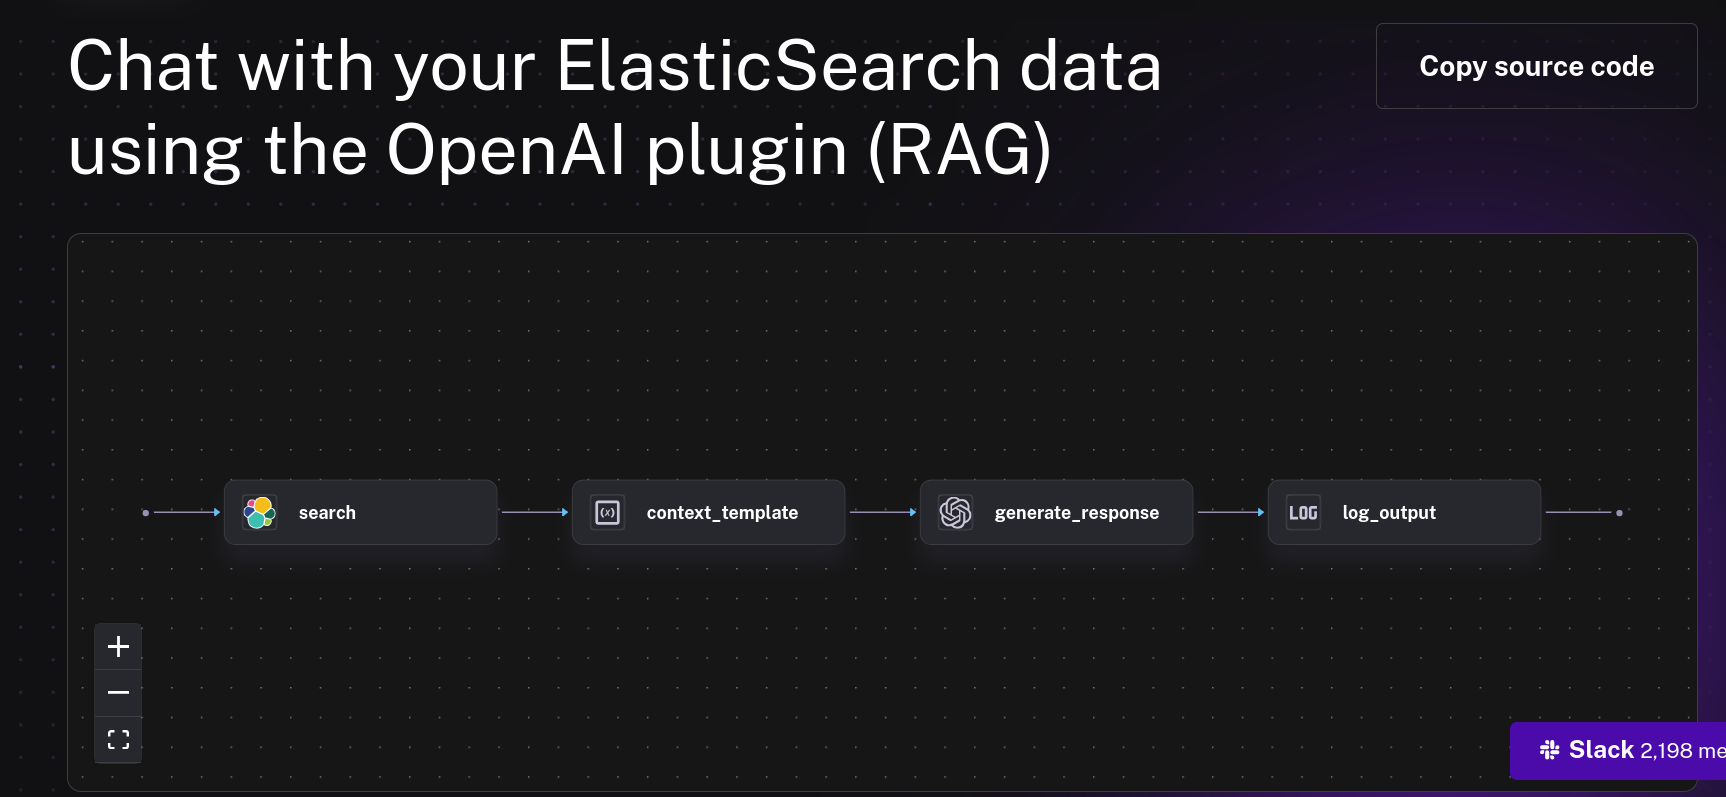 Chat with your ElasticSearch data
using the OpenAI plugin (RAG)
Copy source code
search
(x)
context_template
generate_response
LOG
log_output
Slack 2,198